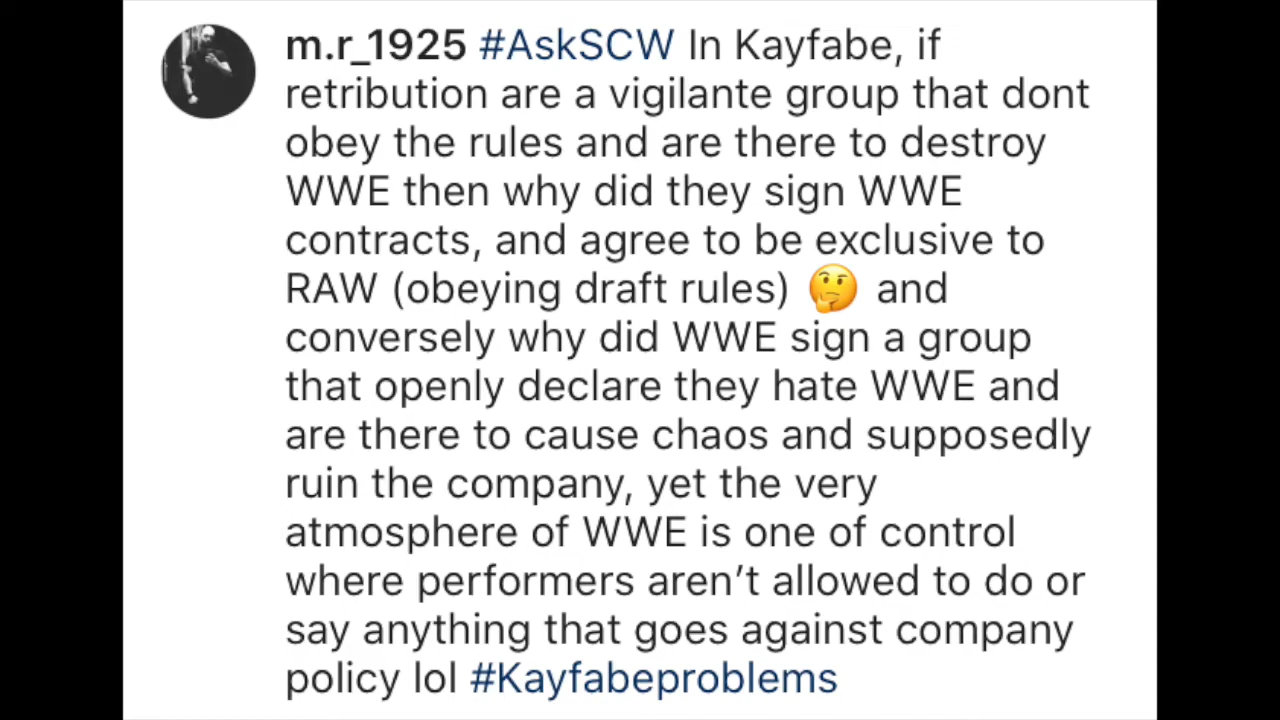 m.r_1925 #AskSCW In Kayfabe, if
retribution are a vigilante group that dont
obey the rules and are there to destroy
WWE then why did they sign WWE
contracts, and agree to be exclusive to
RAW (obeying draft rules) 🤔 and
conversely why did WWE sign a group
that openly declare they hate WWE and
are there to cause chaos and supposedly
ruin the company, yet the very
atmosphere of WWE is one of control
where performers aren’t allowed to do or
say anything that goes against company
policy lol #Kayfabeproblems